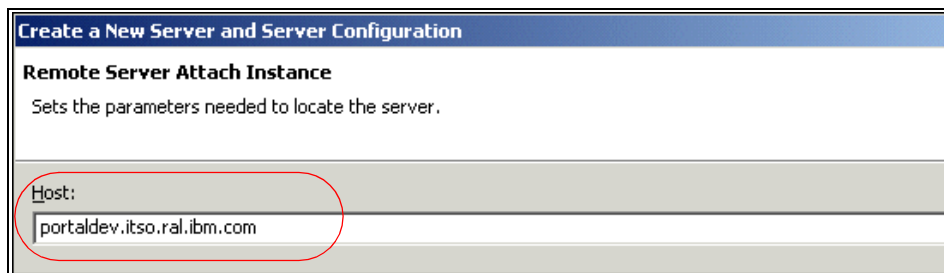 Create a New Server and Server Configuration
Remote Server Attach Instance
Sets the parameters needed to locate the server.
Host:
portaldev.itso.ral.ibm.com